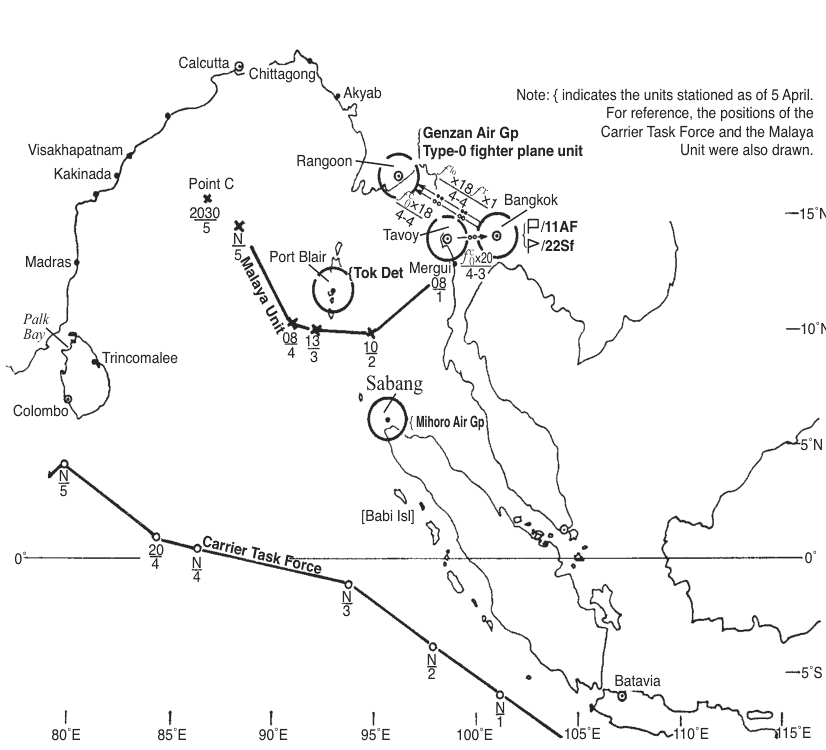 Calcutta
Chittagong
Akyab
Note: { indicates the units stationed as of 5 April.
For reference, the positions of the
Carrier Task Force and the Malaya
Unit were also drawn.
Visakhapatnam
Kakinada
Rangoon
{Genzan Air Gp
Type-0 fighter plane unit
Point C
2030
5
N
5
×18
×1
4-4
×18
4-4
Bangkok
15°N
Tavoy
{/11AF
/22Sf
Madras
Port Blair
{Tok Det
Malaya Unit
Mergui
×20
4-3
08
1
Palk
Bay
08
4
13
3
10
2
10°N
Trincomalee
Colombo
Sabang
{Mihoro Air Gp
5°N
N
5
[Babi Isl]
20
4
N
4
Carrier Task Force
0°
0°
N
3
N
2
N
1
5°S
Batavia
80°E
85°E
90°E
95°E
100°E
105°E
110°E
115°E